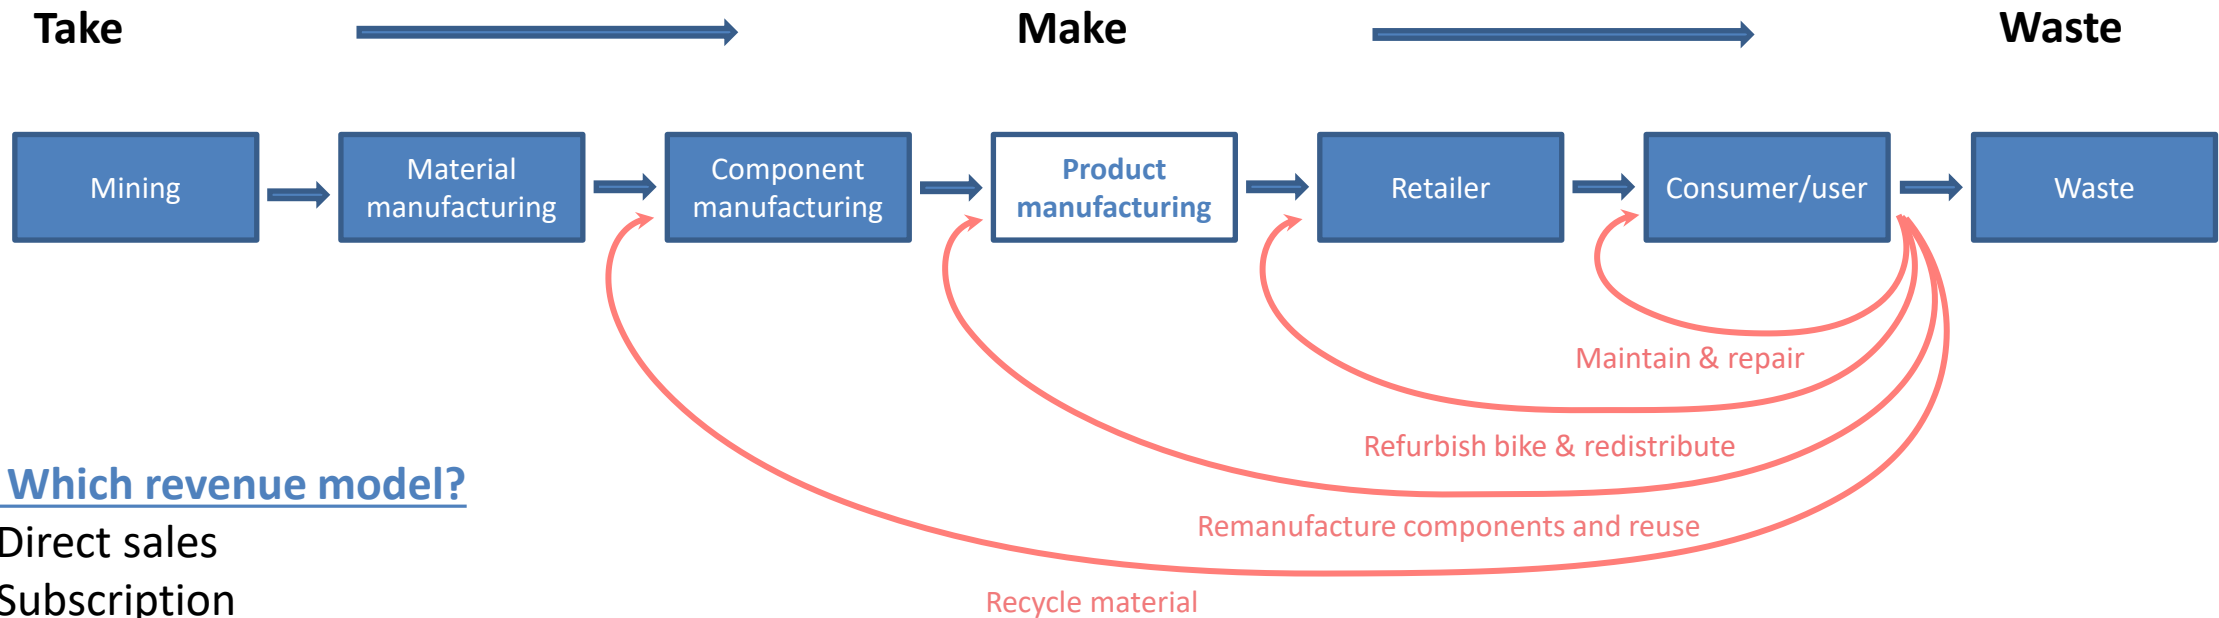 Take
Make
Waste
Mining
Material
manufacturing
Component
manufacturing
Product
manufacturing
Retailer
Consumer/user
Waste
Maintain & repair
Refurbish bike & redistribute
Remanufacture components and reuse
Recycle material
Which revenue model?
Direct sales
Subscription